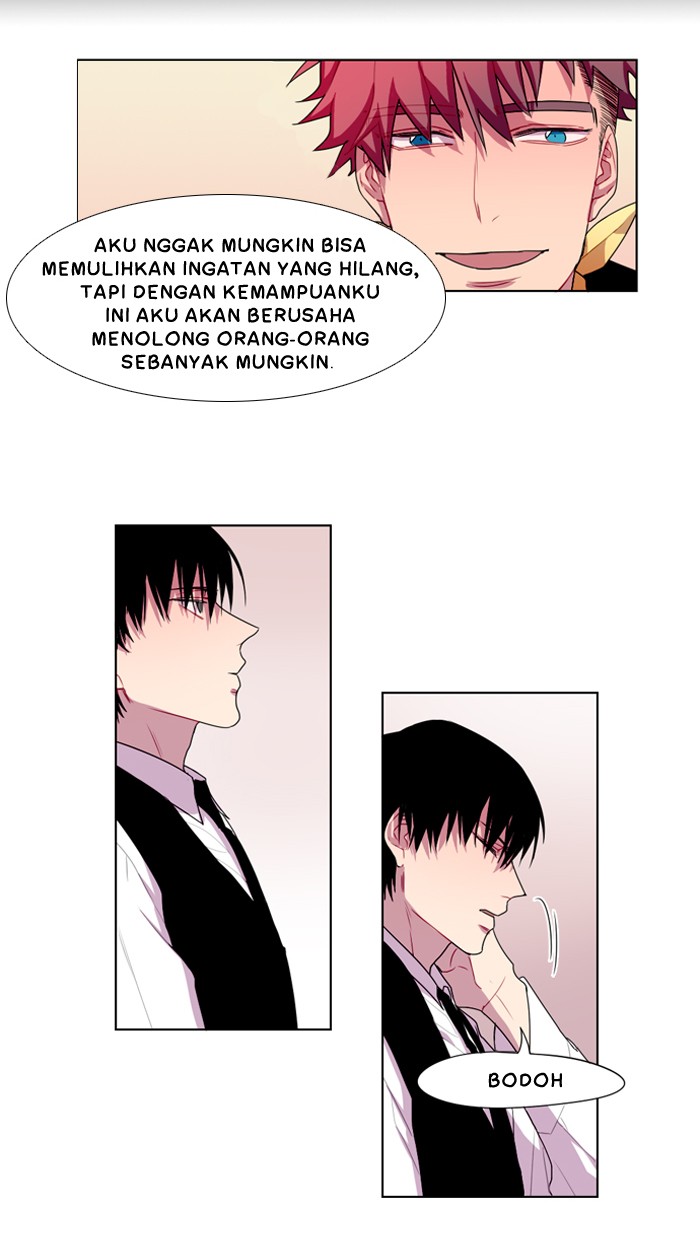 AKU NGGAK MUNGKIN BISA
MEMULIHKAN INGATAN YANG HILANG,
TAPI DENGAN KEMAMPUANKU
INI AKU AKAN BERUSAHA
MENOLONG ORANG-ORANG
SEBANYAK MUNGKIN.
BODOH